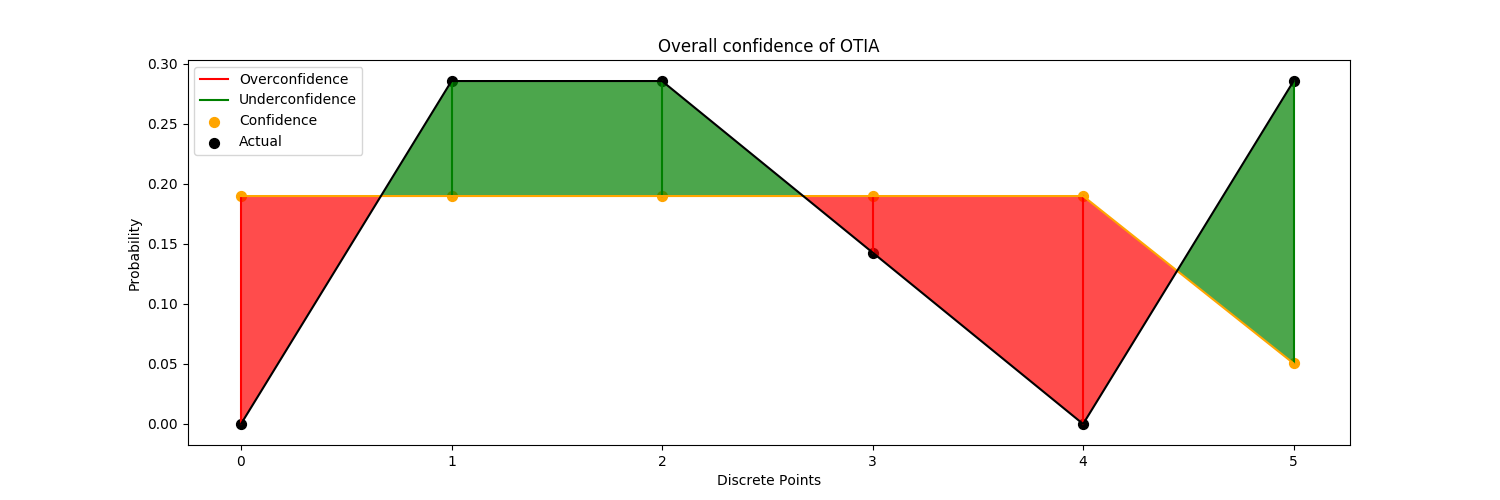 Overall confidence of OTIA
Overconfidence
Underconfidence
Confidence
Actual
Probability
0.30
0.25
0.20
0.15
0.10
0.05
0.00
0 1 2 3 4 5
Discrete Points